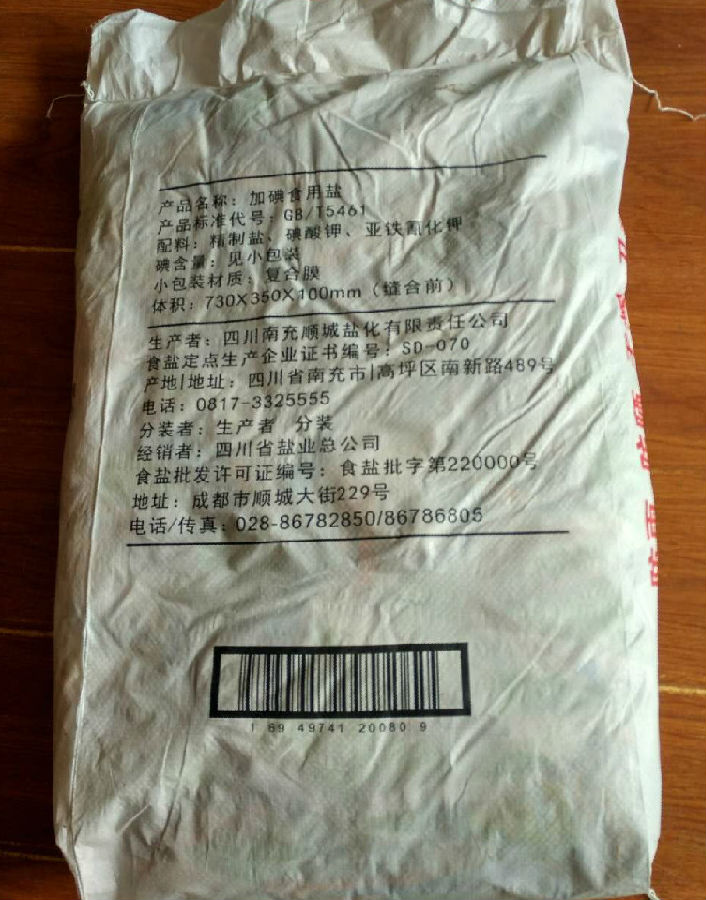 产品名称：加碘食用盐
产品标准代号：GB/T5461
配料：精制盐、碘酸钾、亚铁氰化钾
碘含量：见小包装
小包装材质：复合膜
体积：730X350X100mm（缝合前）
生产者：四川南充顺城盐化有限责任公司
食盐定点生产企业证书编号：SD-070
产地|地址：四川省南充市|高坪区南新路489号
电话：0817-3325555
分装者：生产者 分装
经销者：四川省盐业总公司
食盐批发许可证编号：食盐批字第220000号
地址：成都市顺城大街229号
电话/传真：028-86782850/86786805
1 69 49741 20080 9